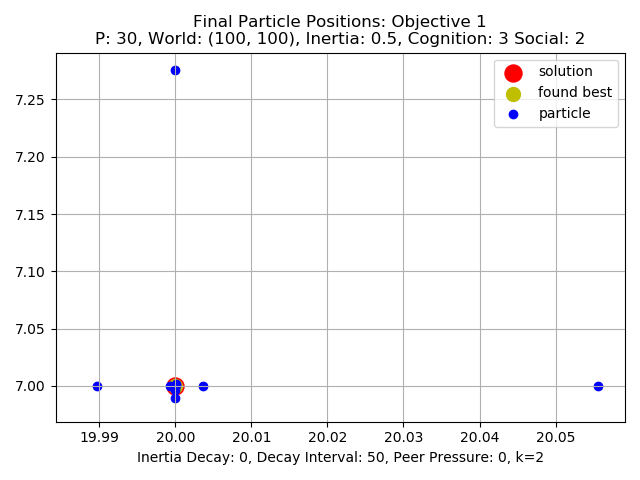 Final Particle Positions: Objective 1
P: 30, World: (100, 100), Inertia: 0.5, Cognition: 3 Social: 2
solution
found best
particle
7.25
7.20
7.15
7.10
7.05
7.00
19.99 20.00 20.01 20.02 20.03 20.04 20.05
Inertia Decay: 0, Decay Interval: 50, Peer Pressure: 0, k=2